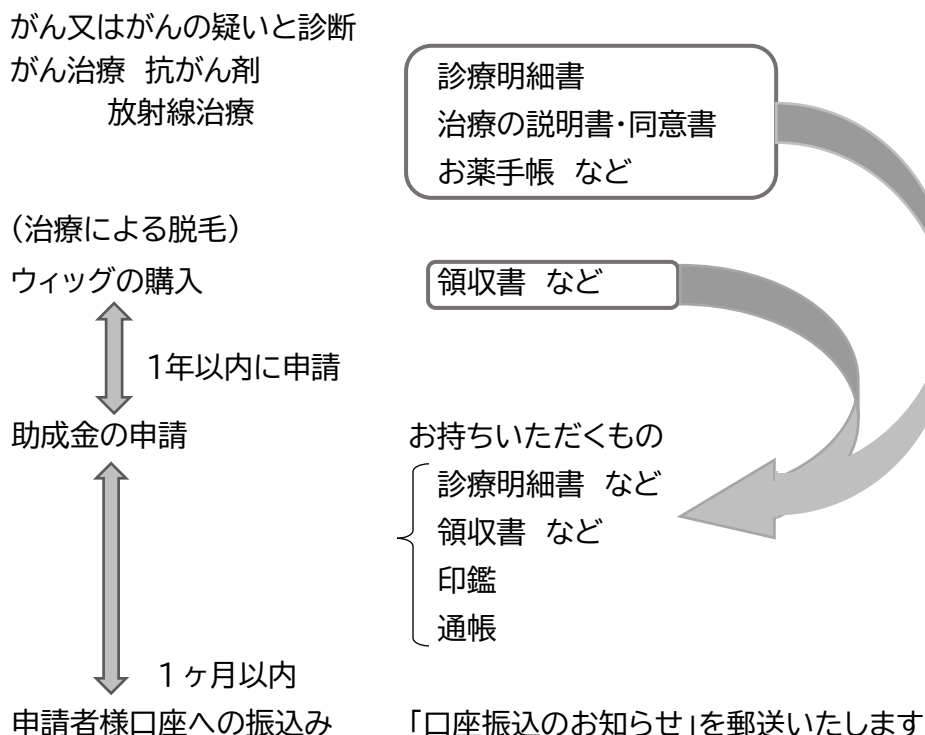 がん又はがんの疑いと診断
がん治療 抗がん剤
放射線治療
診療明細書
治療の説明書・同意書
お薬手帳 など
（治療による脱毛）
ウィッグの購入
領収書 など
1年以内に申請
助成金の申請
お持ちいただくもの
診療明細書 など
領収書 など
印鑑
通帳
1ヶ月以内
申請者様口座への振込み
「口座振込のお知らせ」を郵送いたします